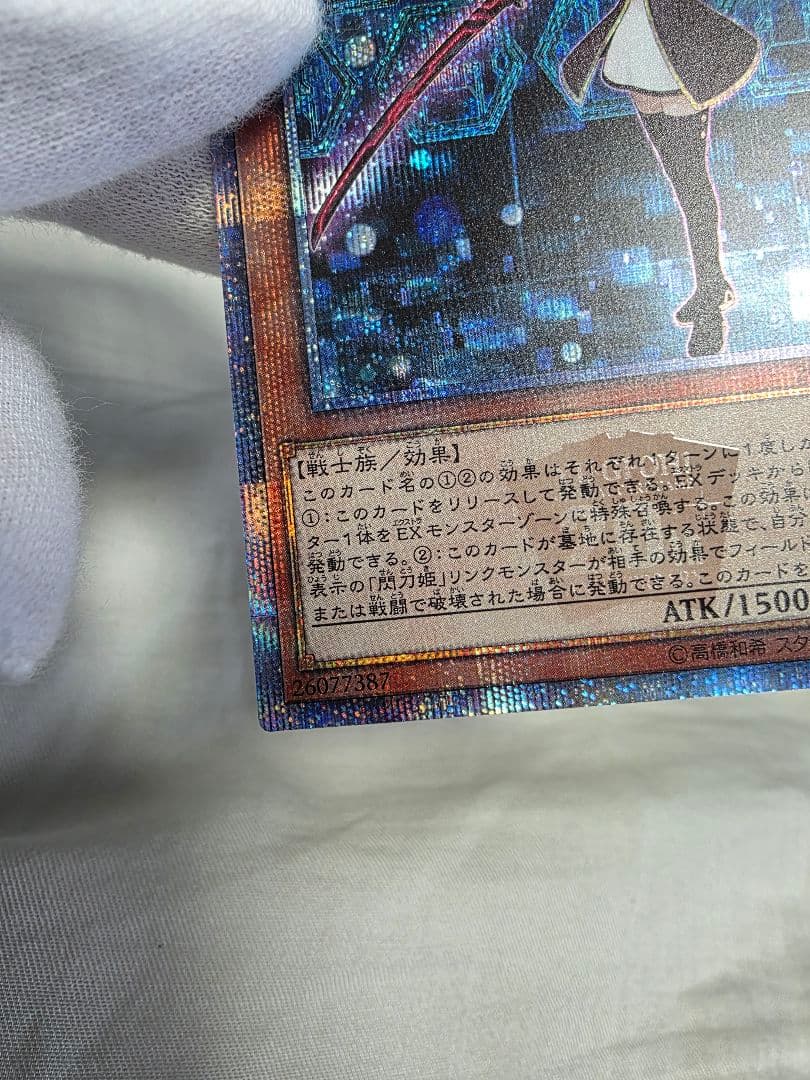 【戦士族／効果】
このカード名の①②の効果はそれぞれ1ターンに1度しか
①：このカードをリリースして発動できる。EXデッキから
ター1体をEXモンスターゾーンに特殊召喚する。この効果
発動できる。②：このカードが墓地に存在する状態で、自分
表示の「閃刀姫」リンクモンスターが相手の効果でフィールド
または戦闘で破壊された場合に発動できる。このカードを
ATK/1500
26077387
©高橋和希 スタ